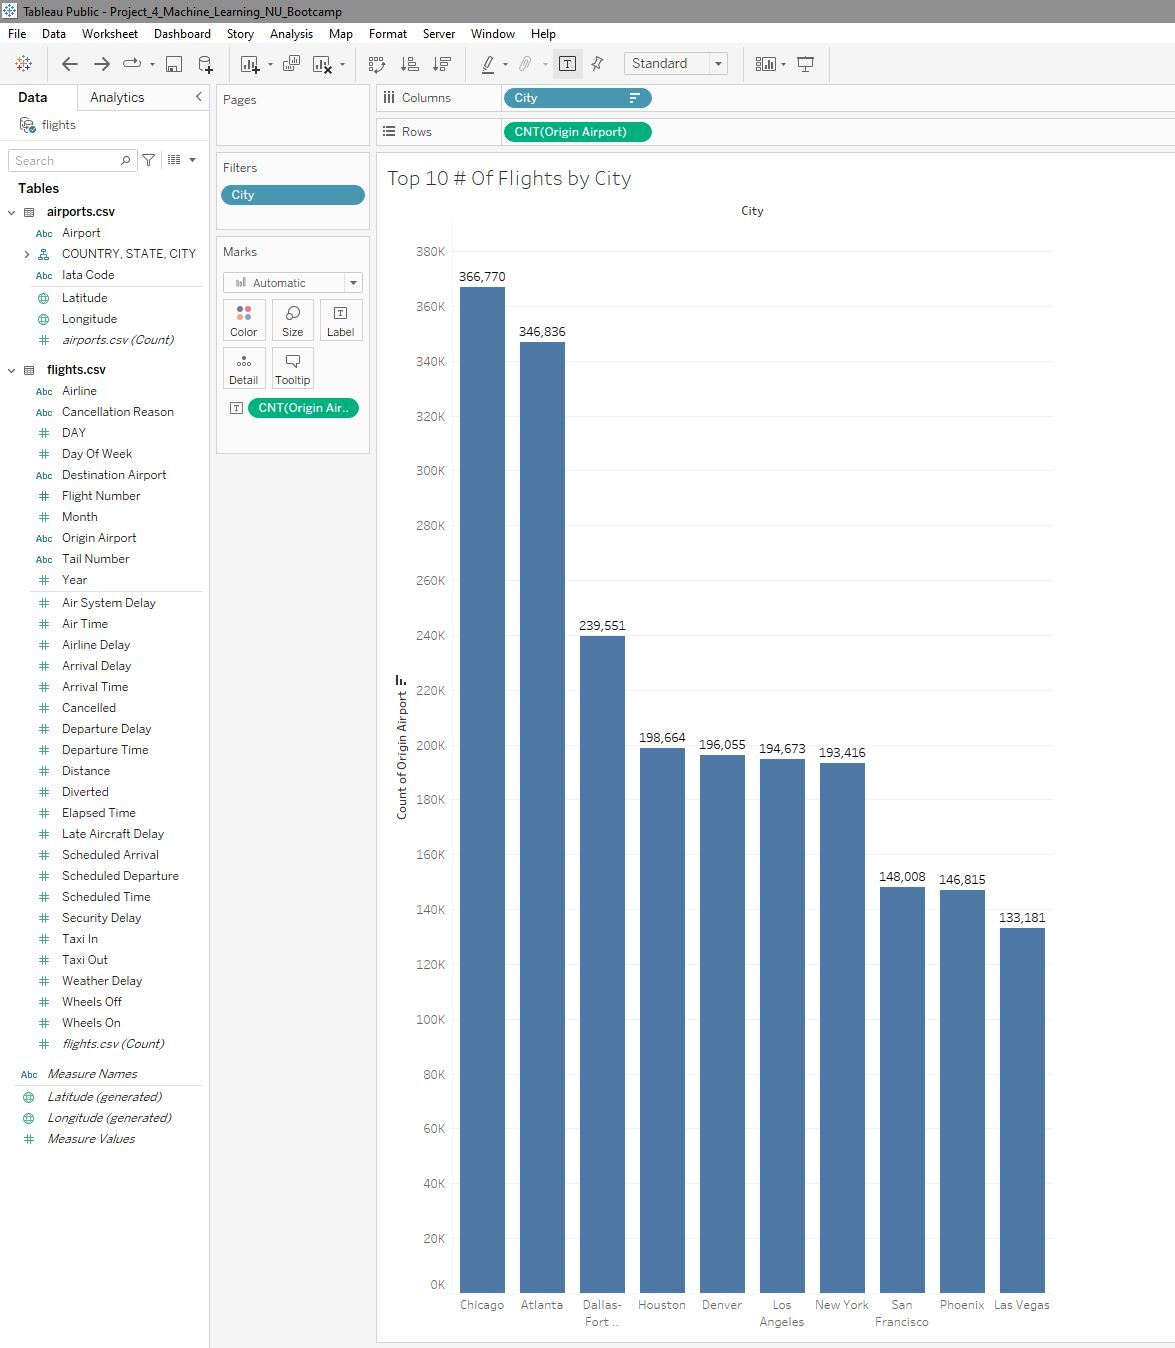 Tableau Public - Project_4_Machine_Learning_NU_Bootcamp
File Data Worksheet Dashboard Story Analysis Map Format Server Window Help
Standard
Data Analytics
flights
Search
Tables
airports.csv
Abc Airport
COUNTRY, STATE, CITY
Abc Iata Code
Latitude
Longitude
# airports.csv (Count)
flights.csv
Abc Airline
Abc Cancellation Reason
# DAY
# Day Of Week
Abc Destination Airport
# Flight Number
# Month
Abc Origin Airport
Abc Tail Number
# Year
# Air System Delay
# Air Time
# Airline Delay
# Arrival Delay
# Arrival Time
# Cancelled
# Departure Delay
# Departure Time
# Distance
# Diverted
# Elapsed Time
# Late Aircraft Delay
# Scheduled Arrival
# Scheduled Departure
# Scheduled Time
# Security Delay
# Taxi In
# Taxi Out
# Weather Delay
# Wheels Off
# Wheels On
# flights.csv (Count)
Abc Measure Names
Latitude (generated)
Longitude (generated)
# Measure Values
Pages
Filters
City
Marks
Automatic
Color Size Label
Detail Tooltip
CNT(Origin Air..
Columns City
Rows CNT(Origin Airport)
Top 10 # Of Flights by City
City
Count of Origin Airport
380K
360K
340K
320K
300K
280K
260K
240K
220K
200K
180K
160K
140K
120K
100K
80K
60K
40K
20K
0K
366,770
346,836
239,551
198,664
196,055
194,673
193,416
148,008
146,815
133,181
Chicago
Atlanta
Dallas-
Fort ..
Houston
Denver
Los
Angeles
New York
San
Francisco
Phoenix
Las Vegas